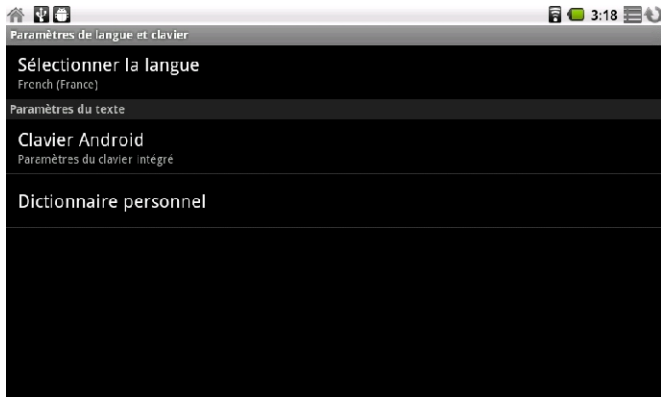 3:18
Paramètres de langue et clavier
Sélectionner la langue
French (France)
Paramètres du texte
Clavier Android
Paramètres du clavier intégré
Dictionnaire personnel